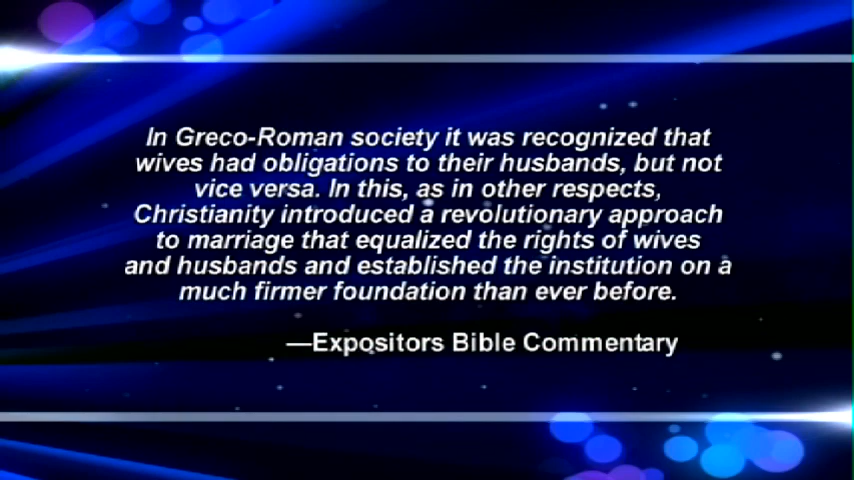 In Greco-Roman society it was recognized that
wives had obligations to their husbands, but not
vice versa. In this, as in other respects,
Christianity introduced a revolutionary approach
to marriage that equalized the rights of wives
and husbands and established the institution on a
much firmer foundation than ever before.
—Expositors Bible Commentary